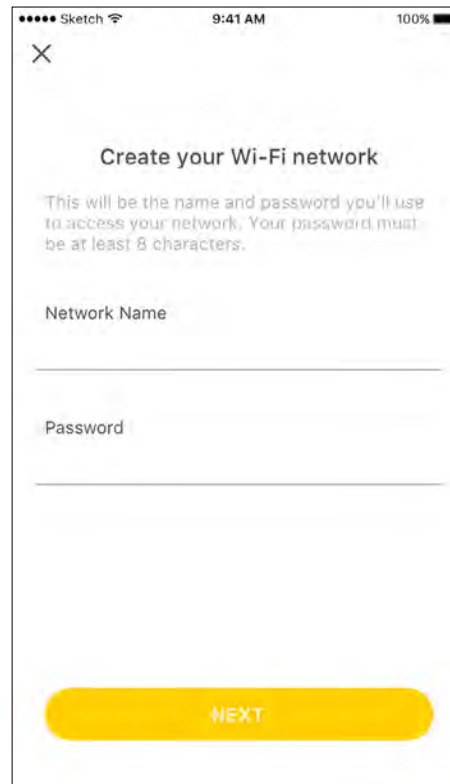 Sketch 9:41 AM 100%
Create your Wi-Fi network
This will be the name and password you'll use
to access your network. Your password must
be at least 8 characters.
Network Name
Password
NEXT